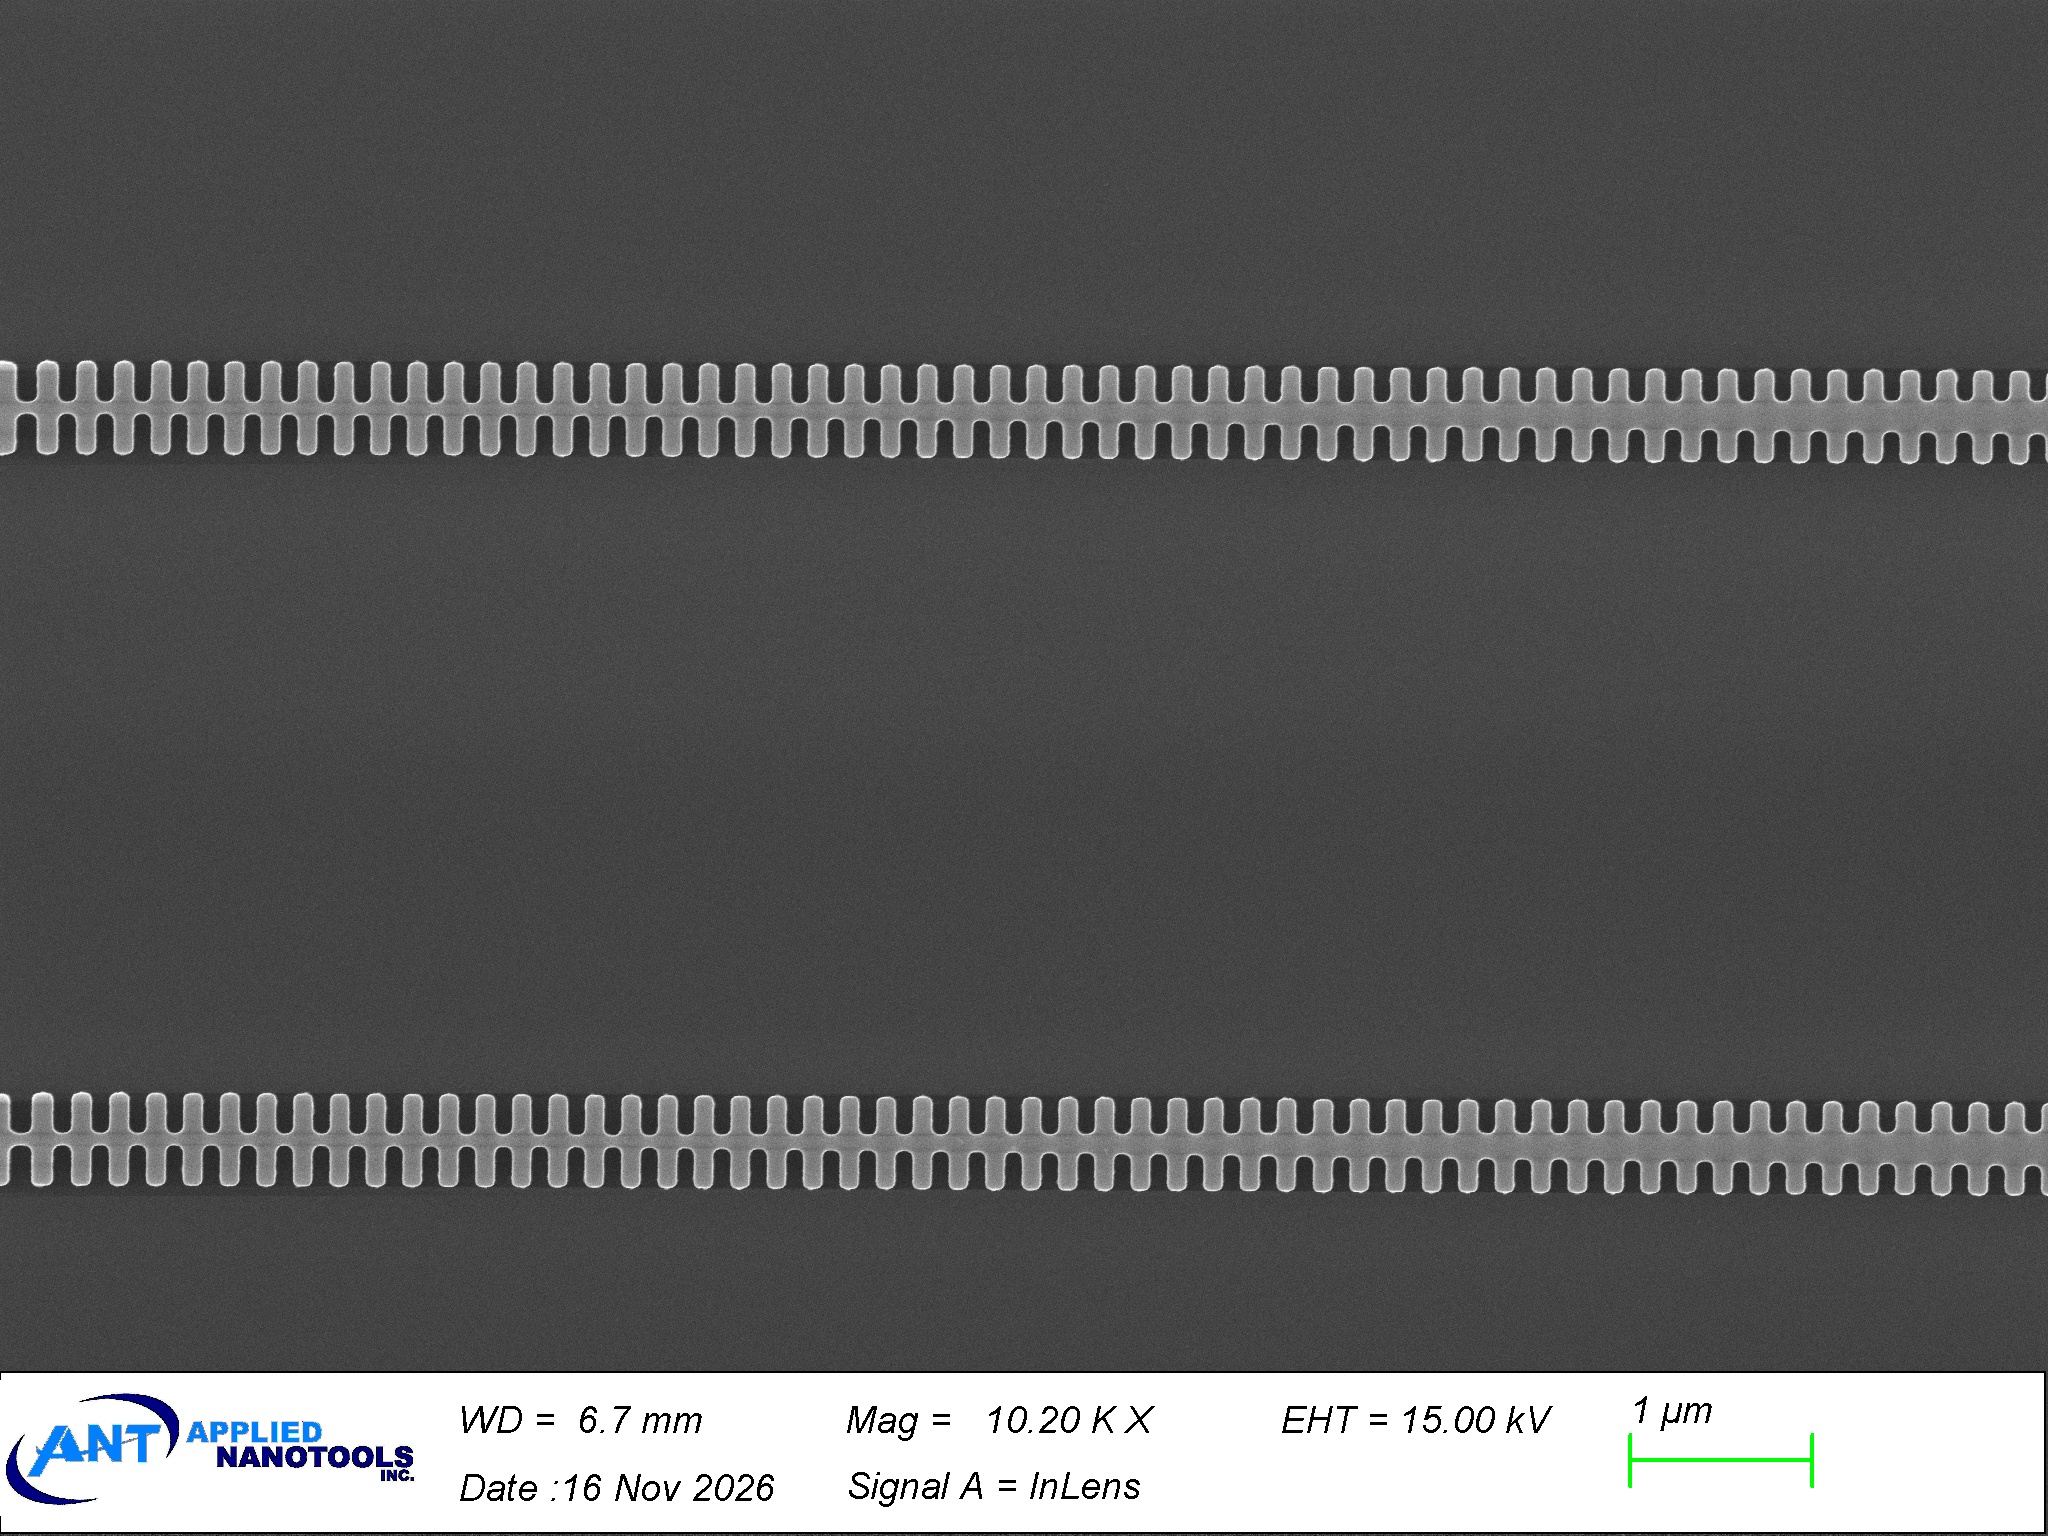 ANT APPLIED
NANOTOOLS
INC.
WD = 6.7 mm
Mag = 10.20 K X
EHT = 15.00 kV
1 µm
Date :16 Nov 2026
Signal A = InLens